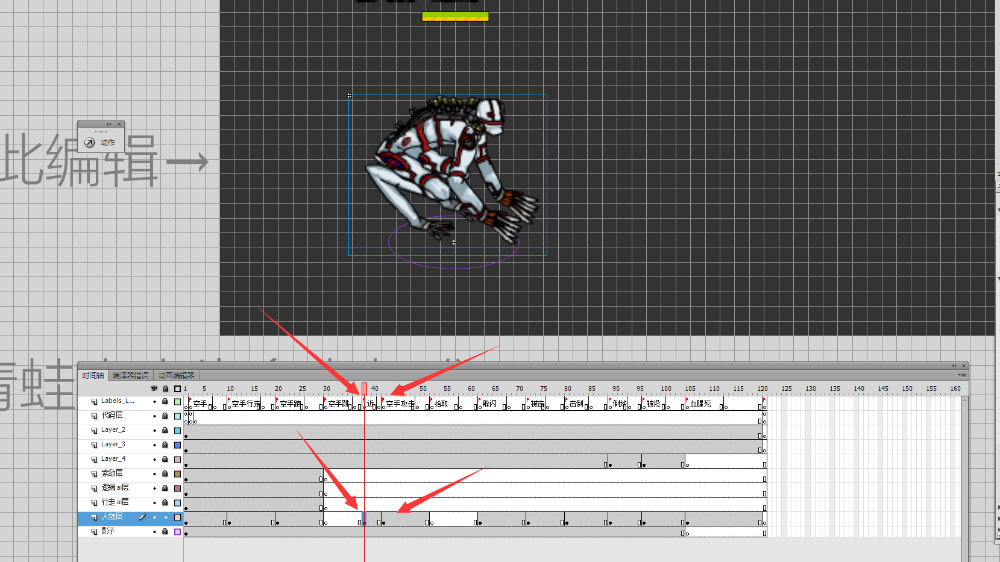 动作
此编辑→
青蛙
时间轴 编译器错误 动画编辑器
1 5 10 15 20 25 30 40 50 55 60 65 70 75 80 85 90 95 100 105 110 115 120 125 130 135 140 145 150 155 160
Labels_L... 空手 空手行走 空手跑 空手跳 近 空手攻击 拾取 躲闪 被击 击倒 倒地 被投 血腥死
代码层 a a a
Layer_2
Layer_3
Layer_4
索敌层
逻辑ai层
行走ai层
人物层
影子